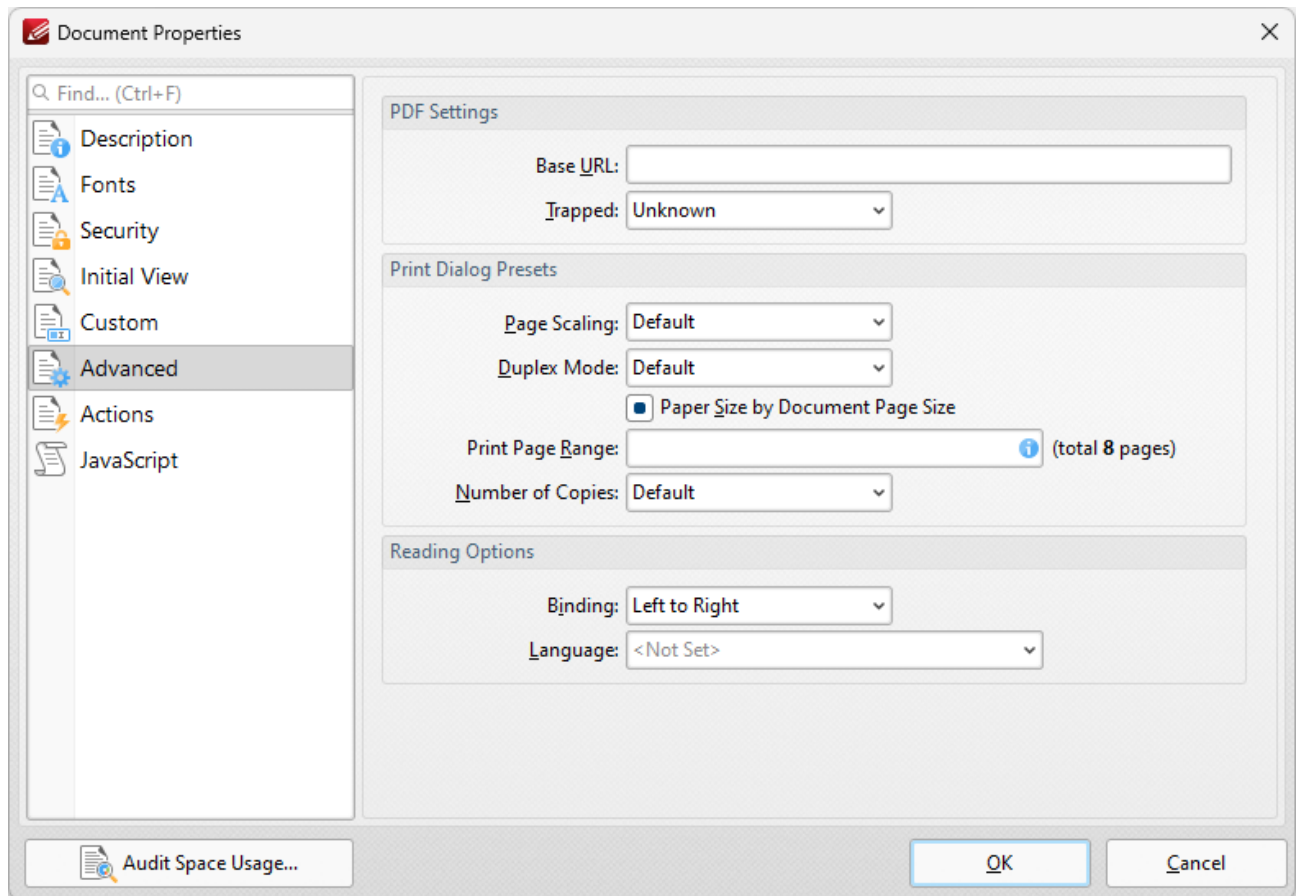 Document Properties
Find... (Ctrl+F)
Description
Fonts
Security
Initial View
Custom
Advanced
Actions
JavaScript
PDF Settings
Base URL:
Trapped: Unknown
Print Dialog Presets
Page Scaling: Default
Duplex Mode: Default
Paper Size by Document Page Size
Print Page Range: (total 8 pages)
Number of Copies: Default
Reading Options
Binding: Left to Right
Language: <Not Set>
Audit Space Usage...
OK
Cancel